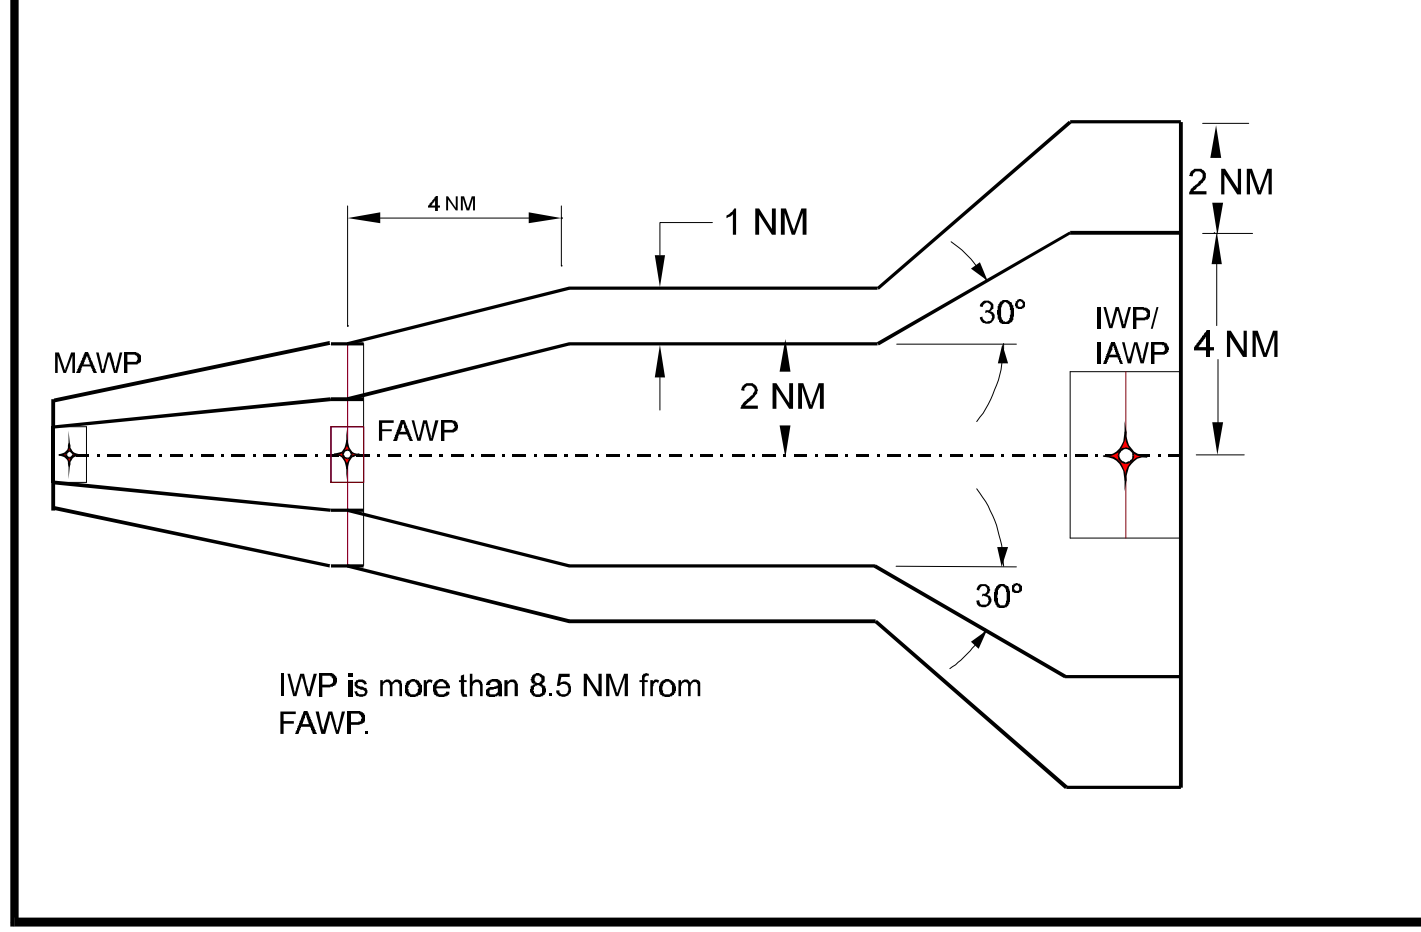 2 NM
4 NM
1 NM
30°
IWP/
IAWP
4 NM
MAWP
2 NM
FAWP
30°
IWP is more than 8.5 NM from
FAWP.